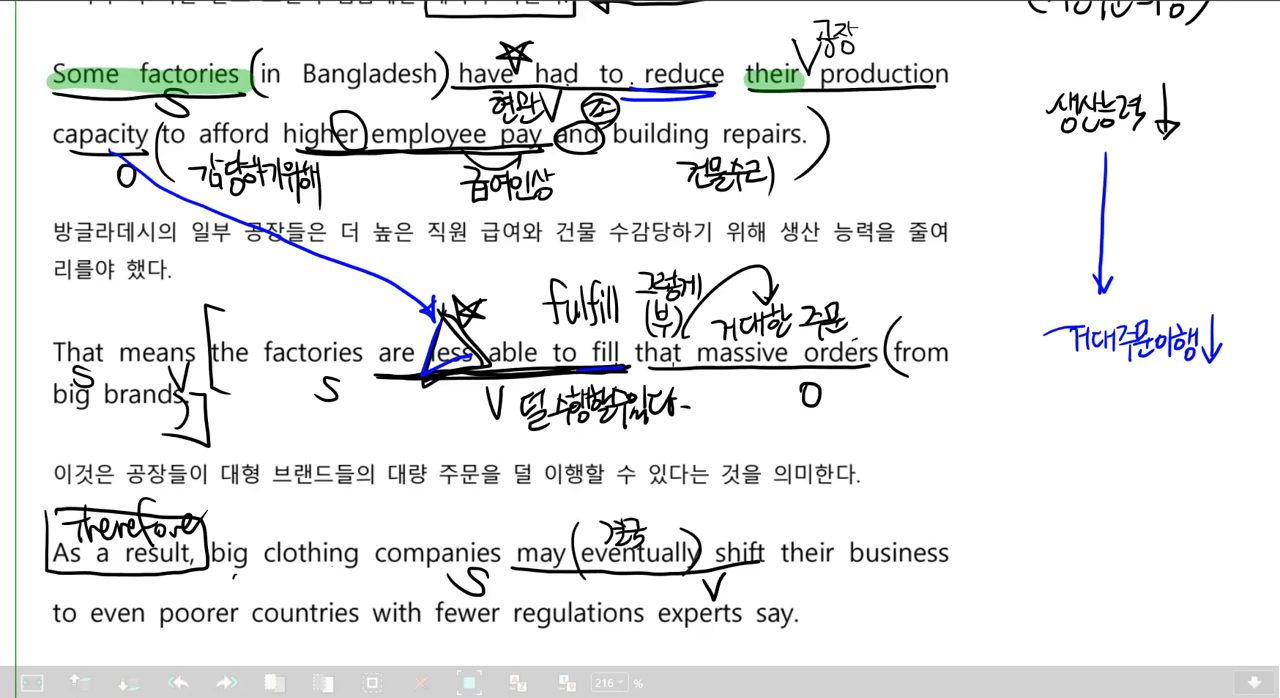 Some factories (in Bangladesh) have had to reduce their production
공장
S
현완 V
capacity (to afford higher employee pay and building repairs.)
O
감당하기위해
급여인상
건물수리
생산능력↓
방글라데시의 일부 공장들은 더 높은 직원 급여와 건물 수감당하기 위해 생산 능력을 줄여
리를야 했다.
fulfill
그렇게
(부)
거대한 주문
거대주문이행↓
That means [the factories are less able to fill that massive orders (from
S V S
big brands.]
V 덜 수행할수있다.
O
이것은 공장들이 대형 브랜드들의 대량 주문을 덜 이행할 수 있다는 것을 의미한다.
therefore
결국
As a result, big clothing companies may (eventually) shift their business
S V
to even poorer countries with fewer regulations experts say.
216 %